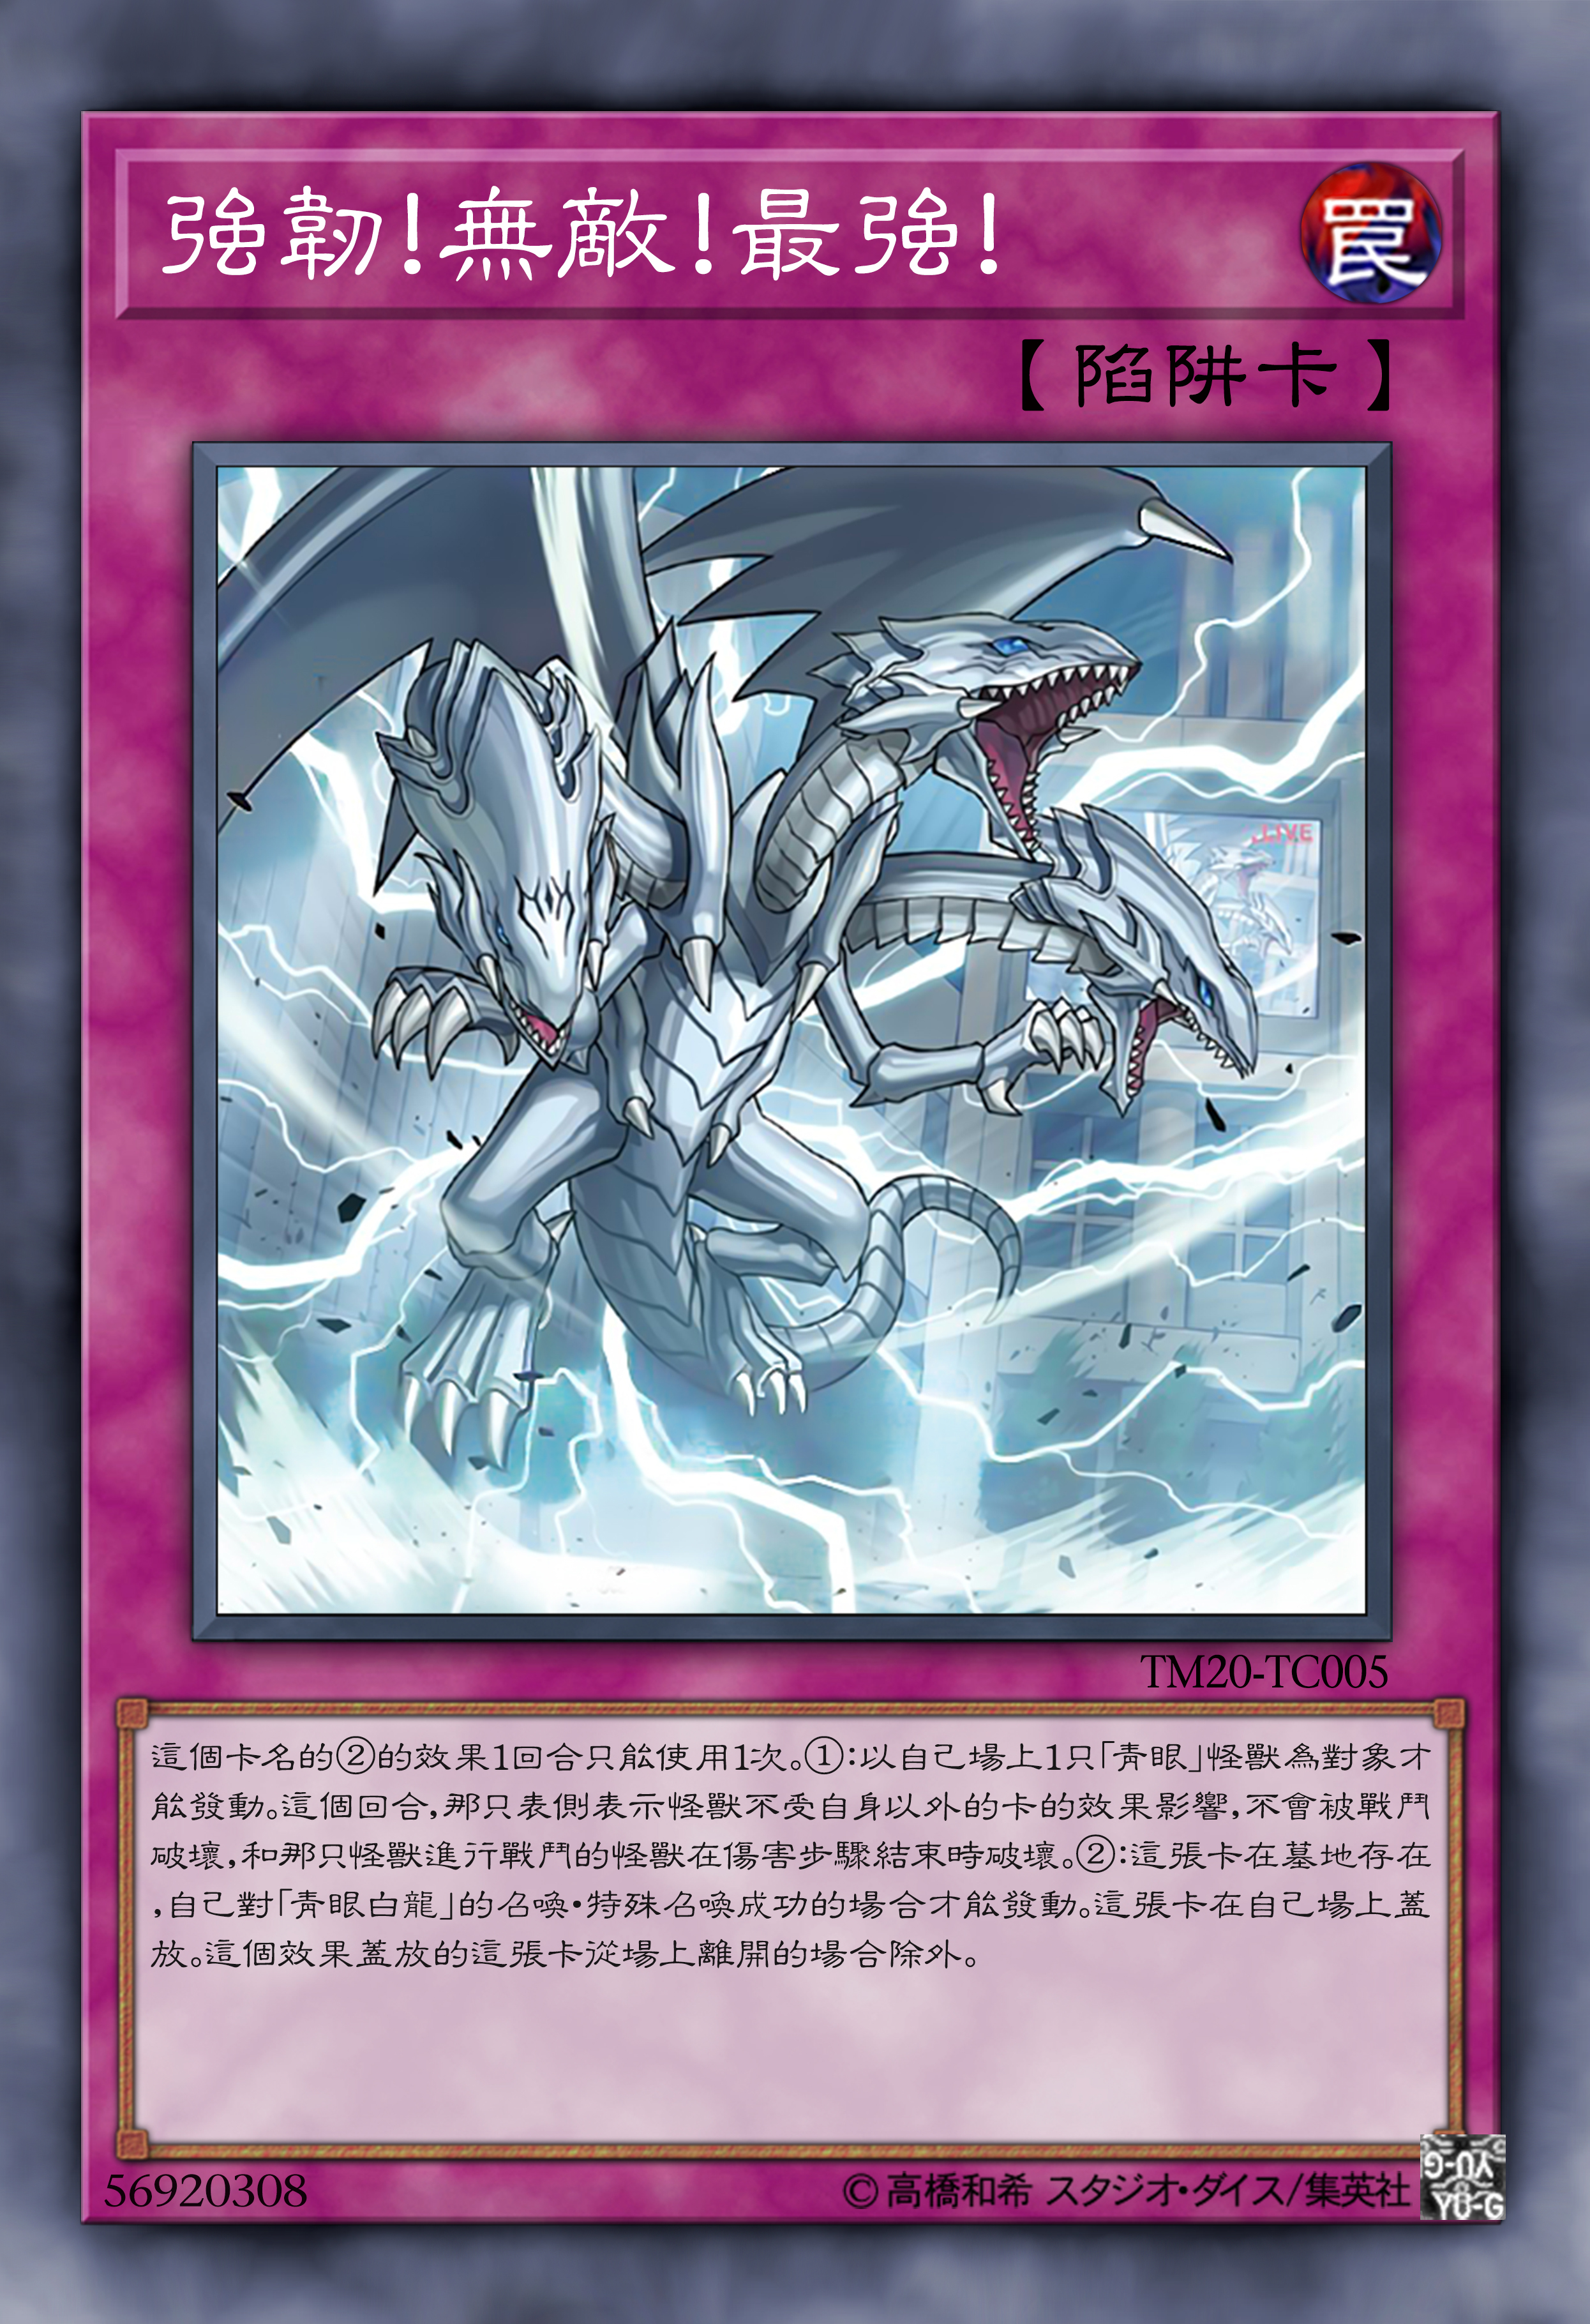 強韌!無敵!最強!
罠
【陷阱卡】
LIVE
TM20-TC005
這個卡名的②的效果1回合只能使用1次。①:以自己場上1只「青眼」怪獸為對象才
能發動。這個回合,那只表側表示怪獸不受自身以外的卡的效果影響,不會被戰鬥
破壞,和那只怪獸進行戰鬥的怪獸在傷害步驟結束時破壞。②:這張卡在墓地存在
,自己對「青眼白龍」的召喚·特殊召喚成功的場合才能發動。這張卡在自己場上蓋
放。這個效果蓋放的這張卡從場上離開的場合除外。
56920308
© 高橋和希 スタジオ・ダイス/集英社
YU-G
YU-G